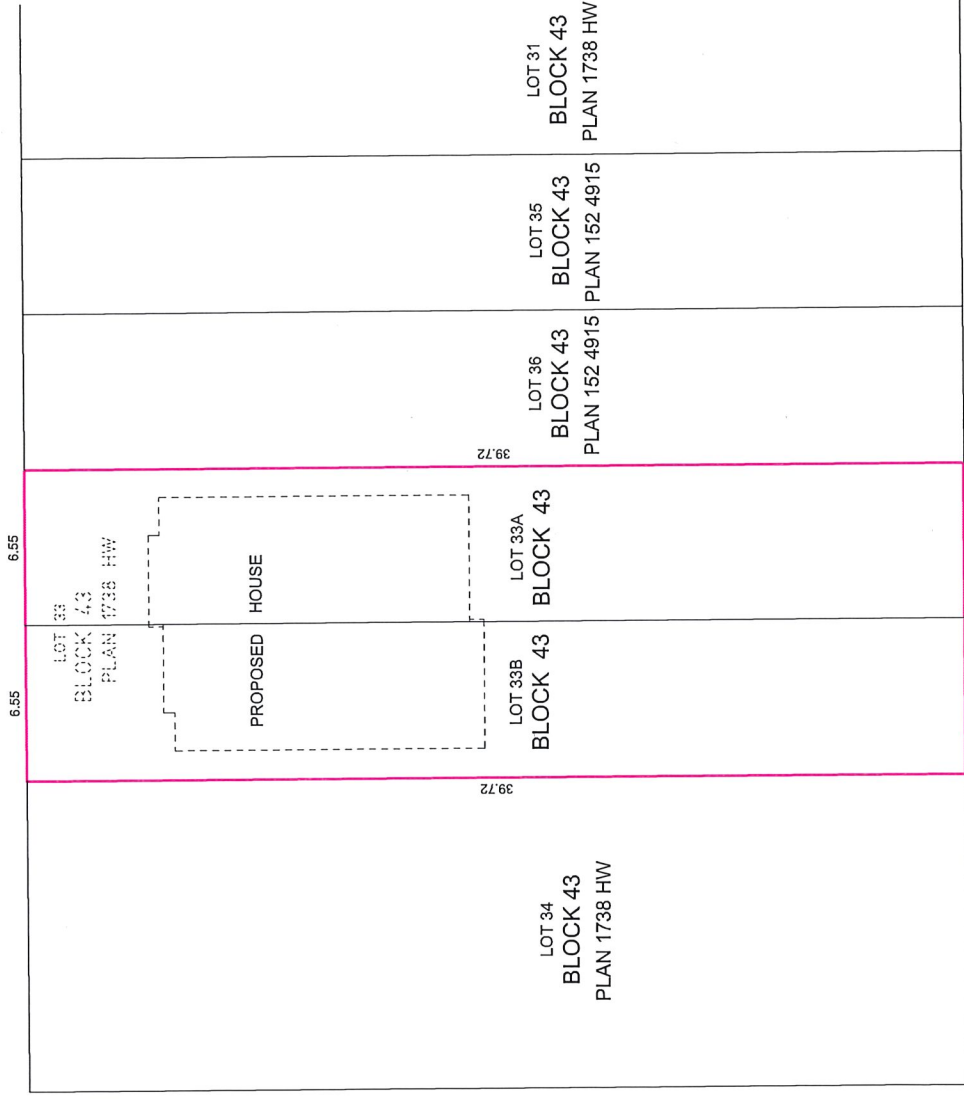 6.55
6.55
LOT 33
BLOCK 43
PLAN 1738 HW
PROPOSED HOUSE
39.72
39.72
LOT 34
BLOCK 43
PLAN 1738 HW
LOT 33B
BLOCK 43
LOT 33A
BLOCK 43
LOT 36
BLOCK 43
PLAN 152 4915
LOT 35
BLOCK 43
PLAN 152 4915
LOT 31
BLOCK 43
PLAN 1738 HW